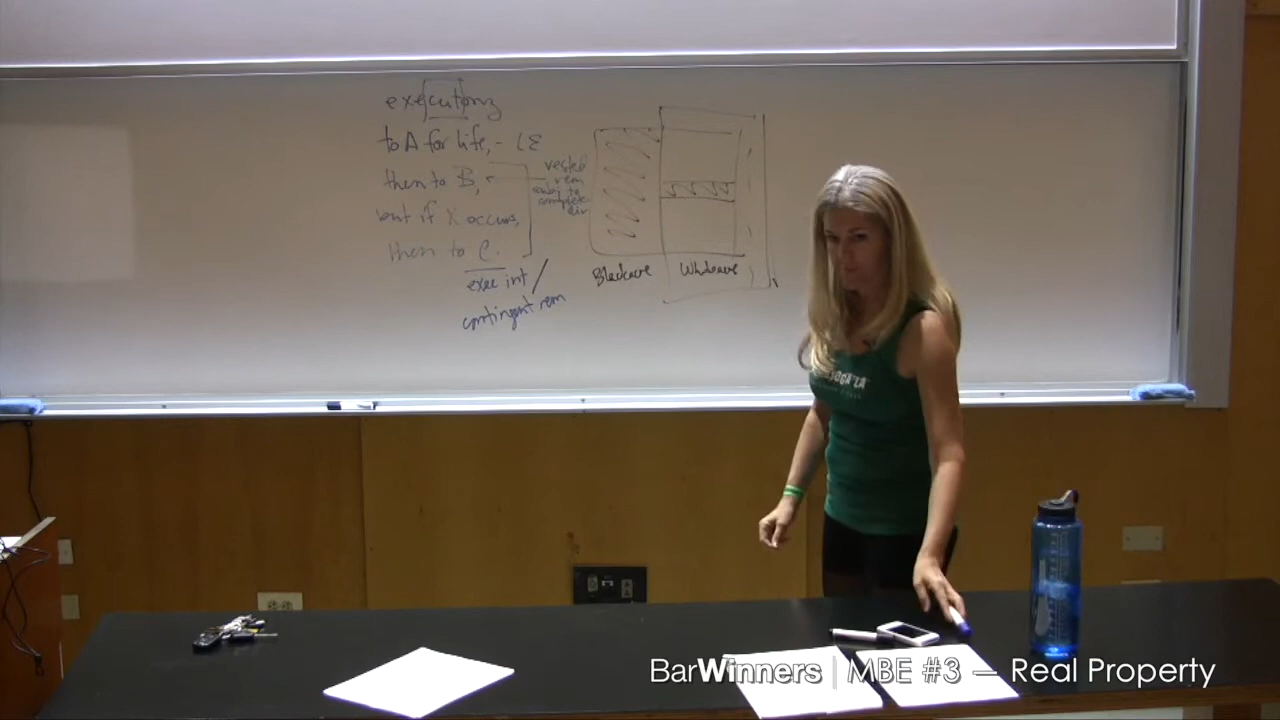 executory
to A for life, - LE
then to B,
but if X occurs,
then to C.
exec int /
contingent rem
vested
rem
subj to
complete
div
Blackacre
Whiteacre
BarWinners | MBE #3 — Real Property